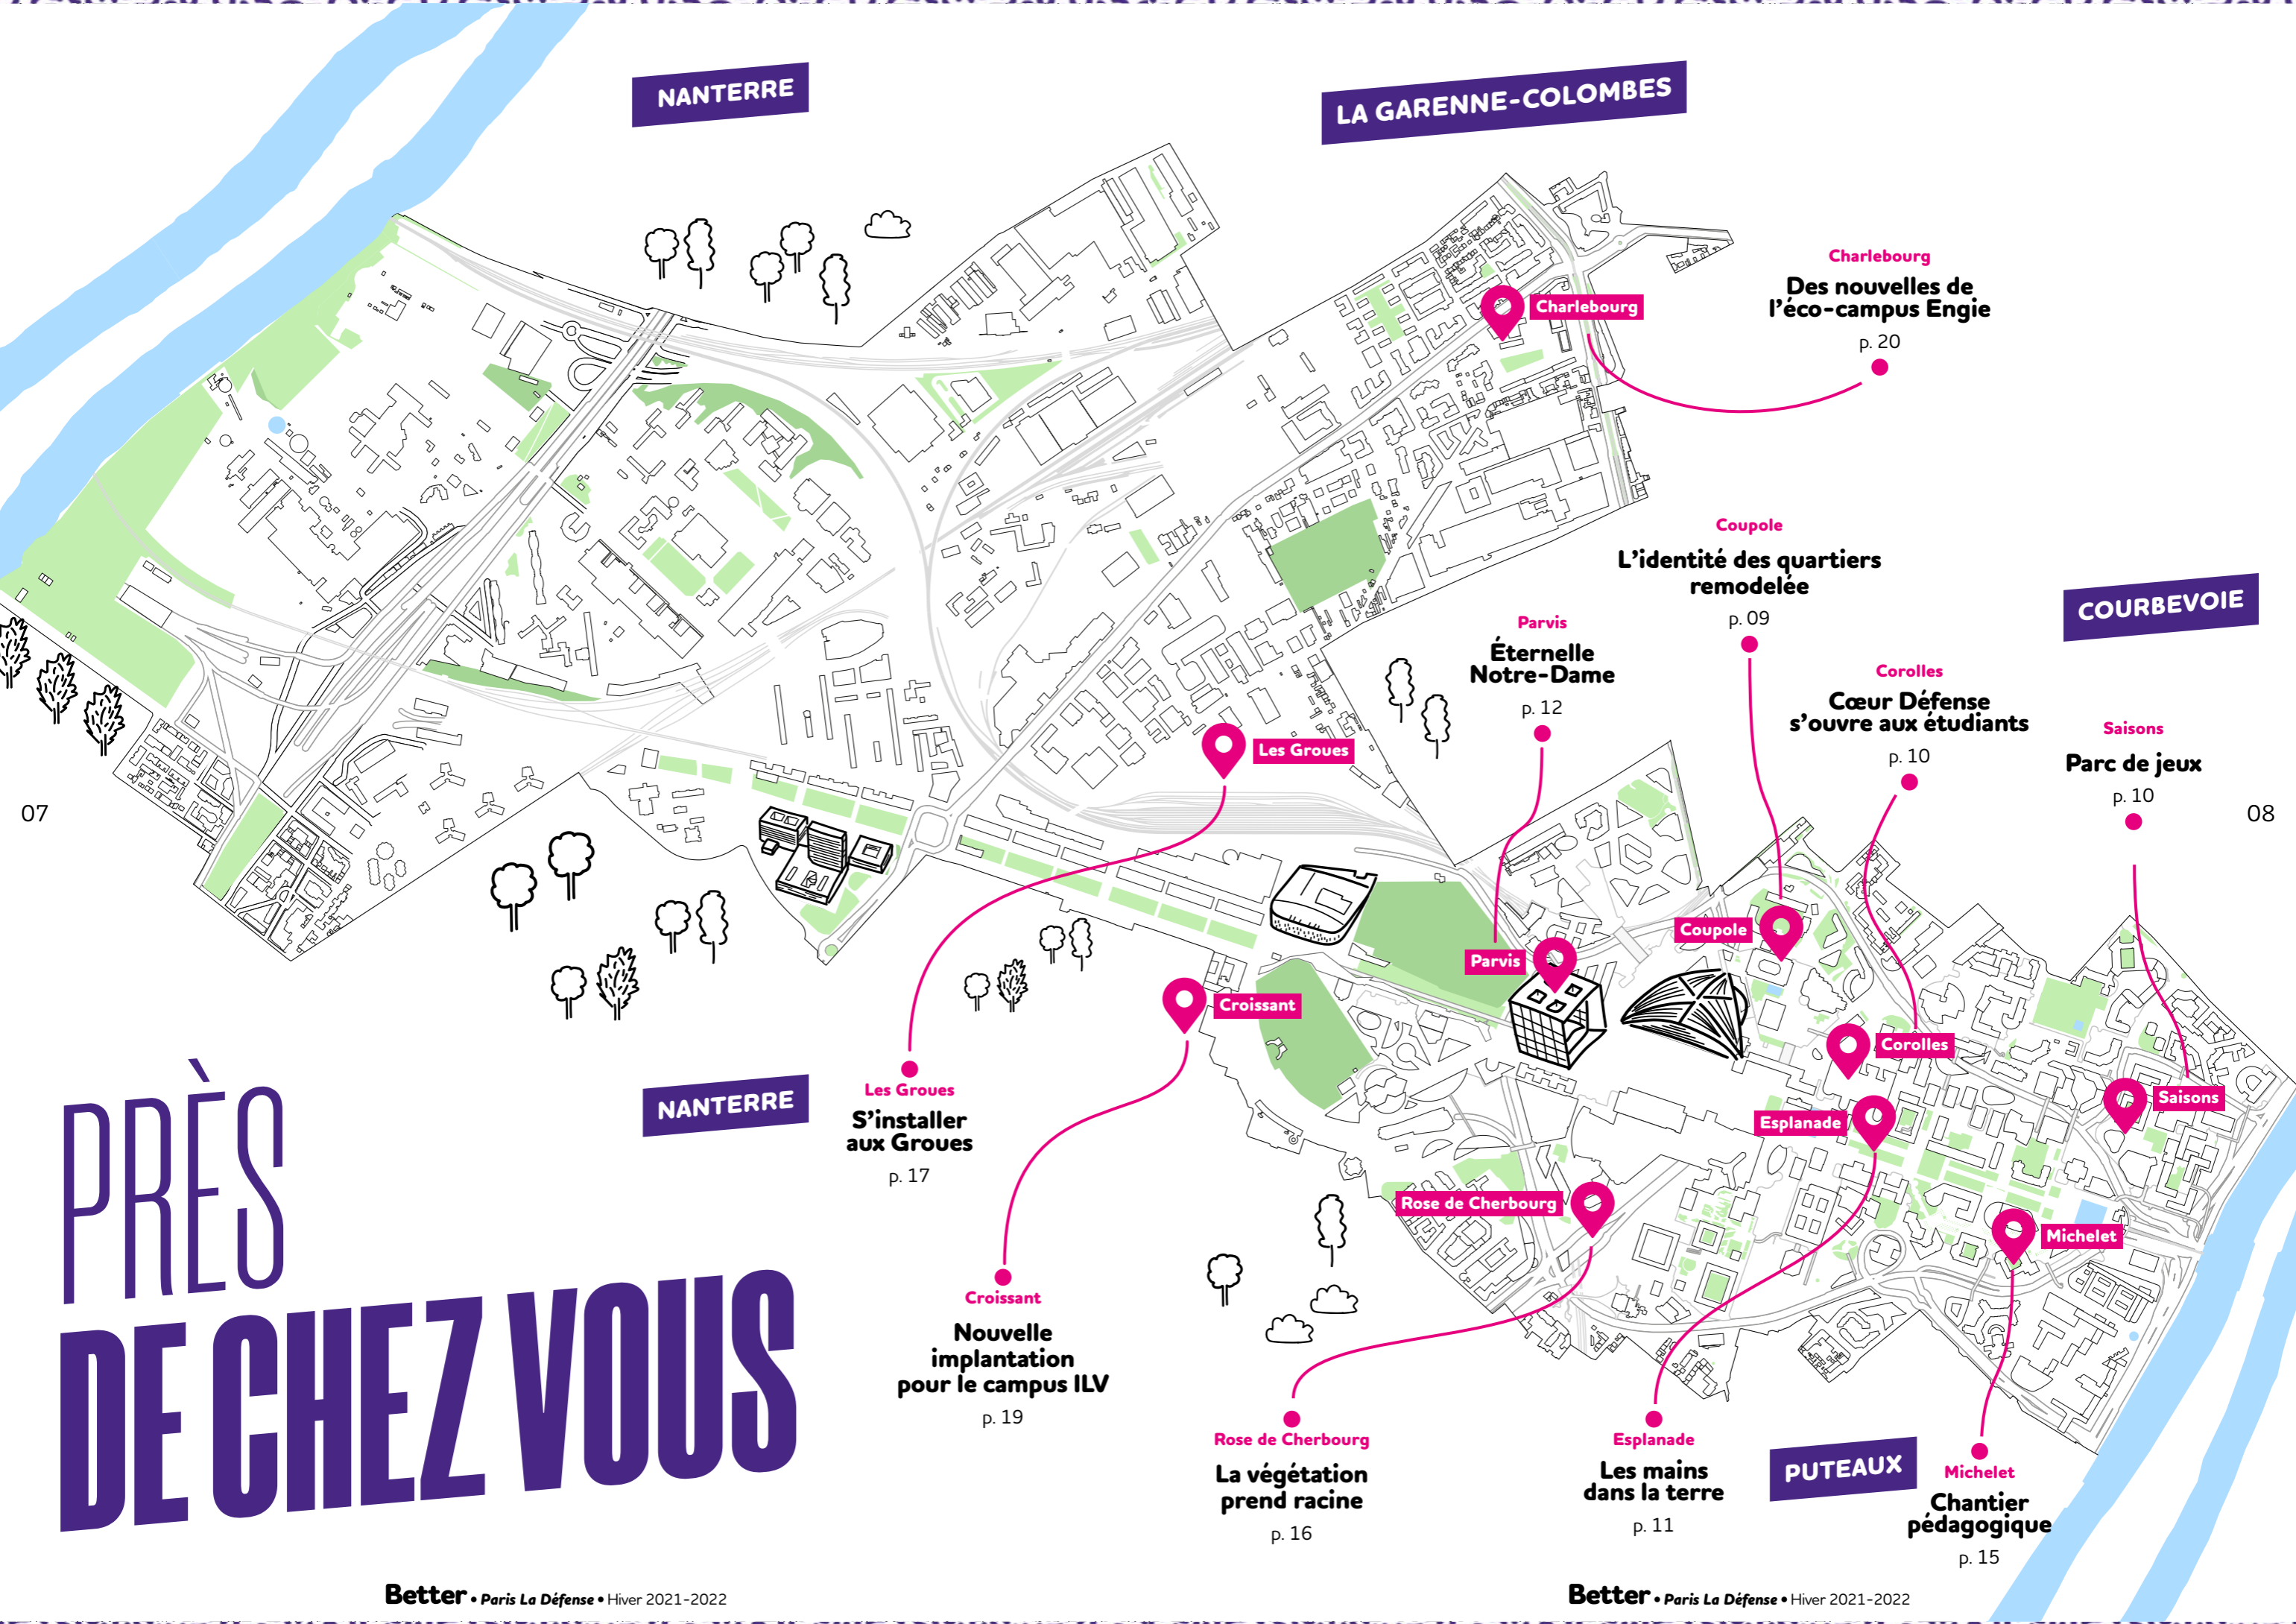 NANTERRE
LA GARENNE-COLOMBES
Charlebourg
Charlebourg
Des nouvelles de
l'éco-campus Engie
p. 20
Coupole
L'identité des quartiers
remodelée
p. 09
COURBEVOIE
Parvis
Éternelle
Notre-Dame
p. 12
Corolles
Cœur Défense
s'ouvre aux étudiants
p. 10
Saisons
Parc de jeux
p. 10
07
08
Les Groues
Coupole
Parvis
Croissant
Corolles
Saisons
Esplanade
Rose de Cherbourg
Michelet
NANTERRE
Les Groues
S'installer
aux Groues
p. 17
PRÈS
DE CHEZ VOUS
Croissant
Nouvelle
implantation
pour le campus ILV
p. 19
Rose de Cherbourg
La végétation
prend racine
p. 16
Esplanade
Les mains
dans la terre
p. 11
PUTEAUX
Michelet
Chantier
pédagogique
p. 15
Better • Paris La Défense • Hiver 2021-2022
Better • Paris La Défense • Hiver 2021-2022